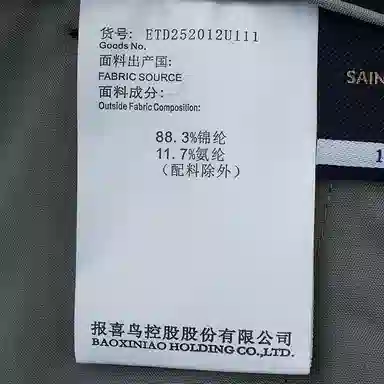 货号: ETD252012U111
Goods No.
面料出产国:
FABRIC SOURCE
面料成分:
Outside Fabric Composition:
88.3%锦纶
11.7%氨纶
(配料除外)
报喜鸟控股股份有限公司
BAOXINIAO HOLDING CO.,LTD.
SAIN
1